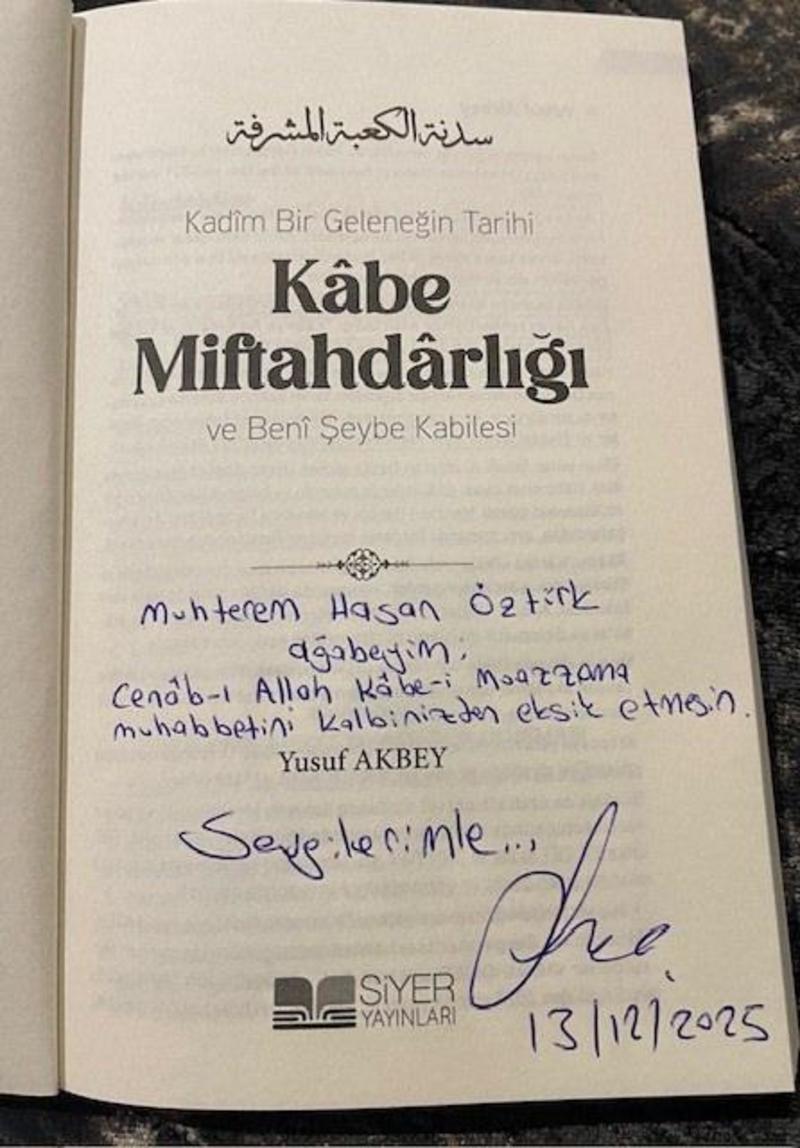 سدنة الكعبة المشرفة
Kadîm Bir Geleneğin Tarihi
Kâbe
Miftahdârlığı
ve Benî Şeybe Kabilesi
Muhterem Hasan Öztürk
ağabeyim,
Cenâb-ı Allah Kâbe-i Muazzama
muhabbetini kalbinizden eksik etmesin.
Yusuf AKBEY
Sevgilerimle...
SİYER
YAYINLARI
13/12/2025